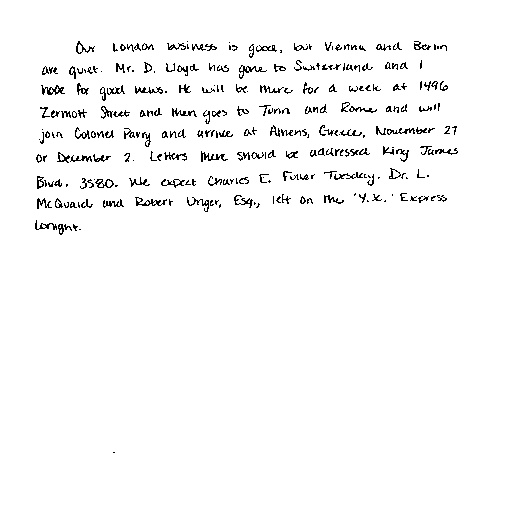 Our London business is good, but Vienna and Berlin
are quiet. Mr. D. Lloyd has gone to Switzerland and I
hope for good news. He will be there for a week at 1496
Zermott Street and then goes to Turin and Rome and will
join Colonel Parry and arrive at Athens, Greece, November 27
or December 2. Letters there should be addressed King James
Blvd. 3580. We expect Charles E. Fuller Tuesday. Dr. L.
McQuaid and Robert Unger, Esq., left on the 'Y.X.' Express
tonight.